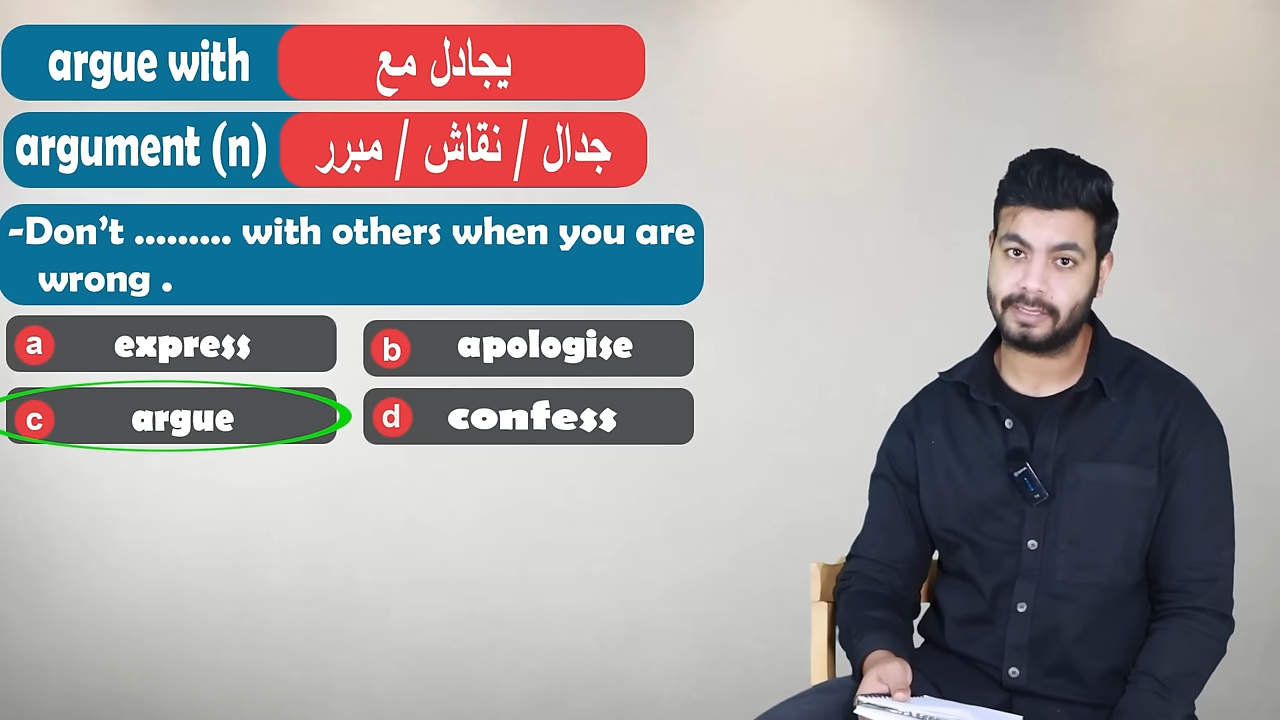 argue with يجادل مع
argument (n) جدال / نقاش / مبرر
-Don't ......... with others when you are
wrong .
a express
b apologise
c argue
d confess